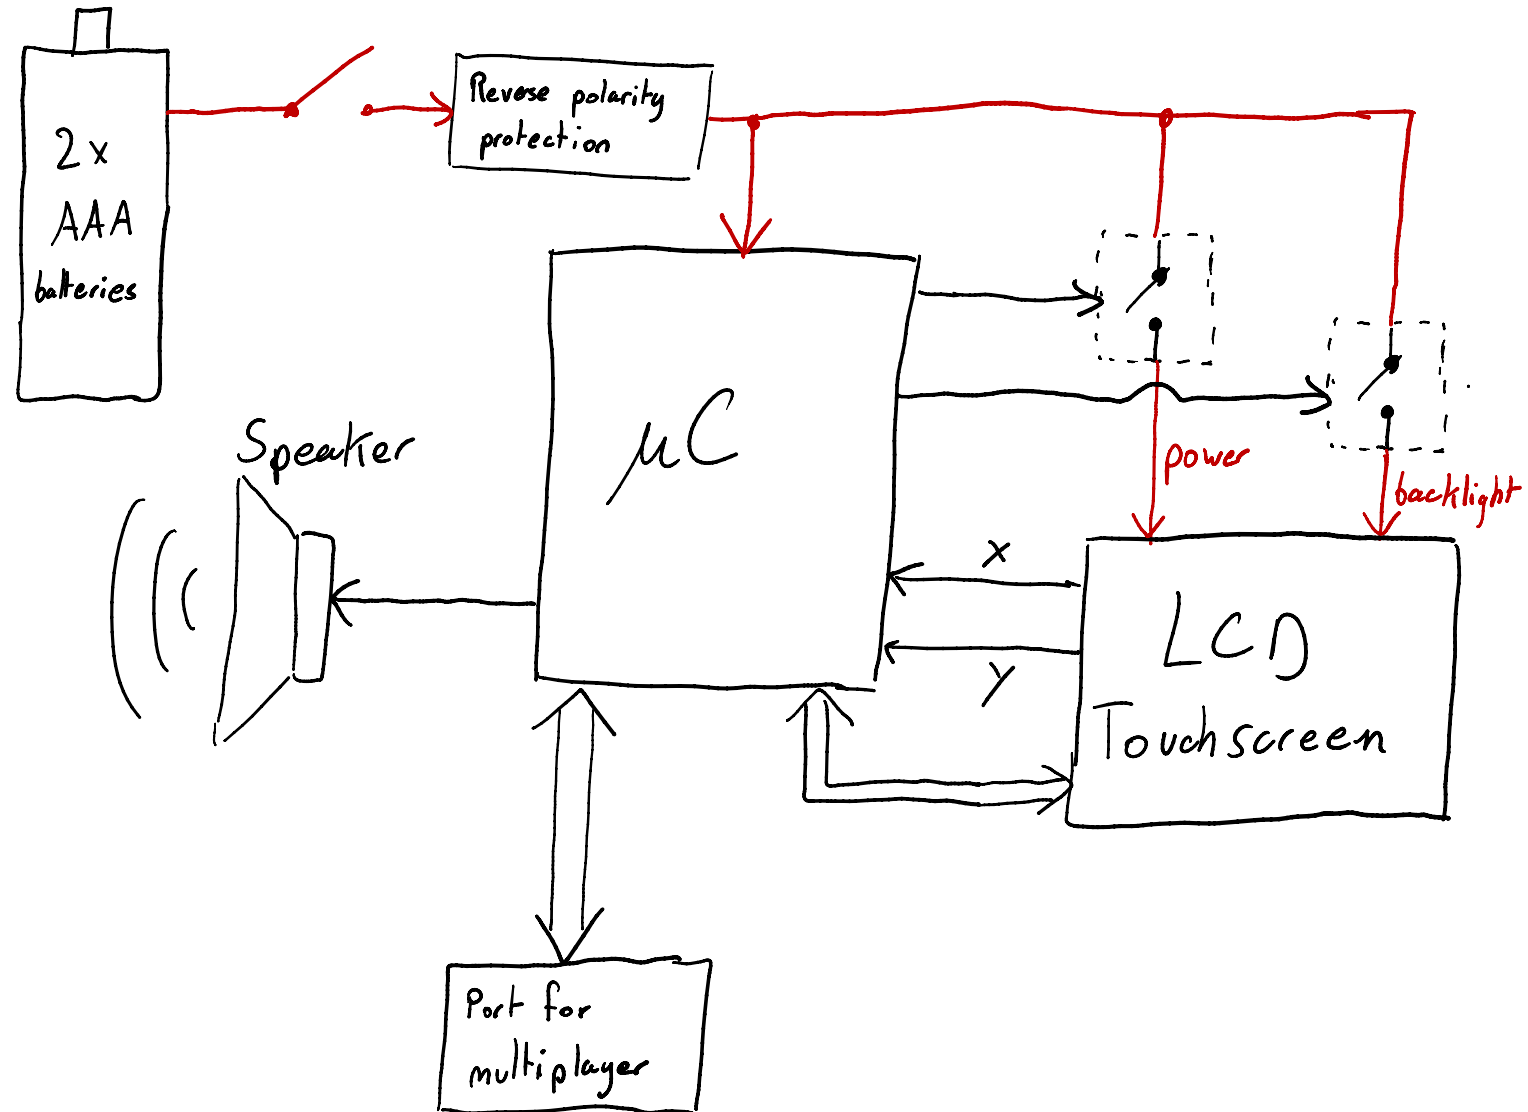 2x
AAA
batteries
Reverse polarity
protection
μC
Speaker
power
backlight
x
y
LCD
Touchscreen
Port for
multiplayer